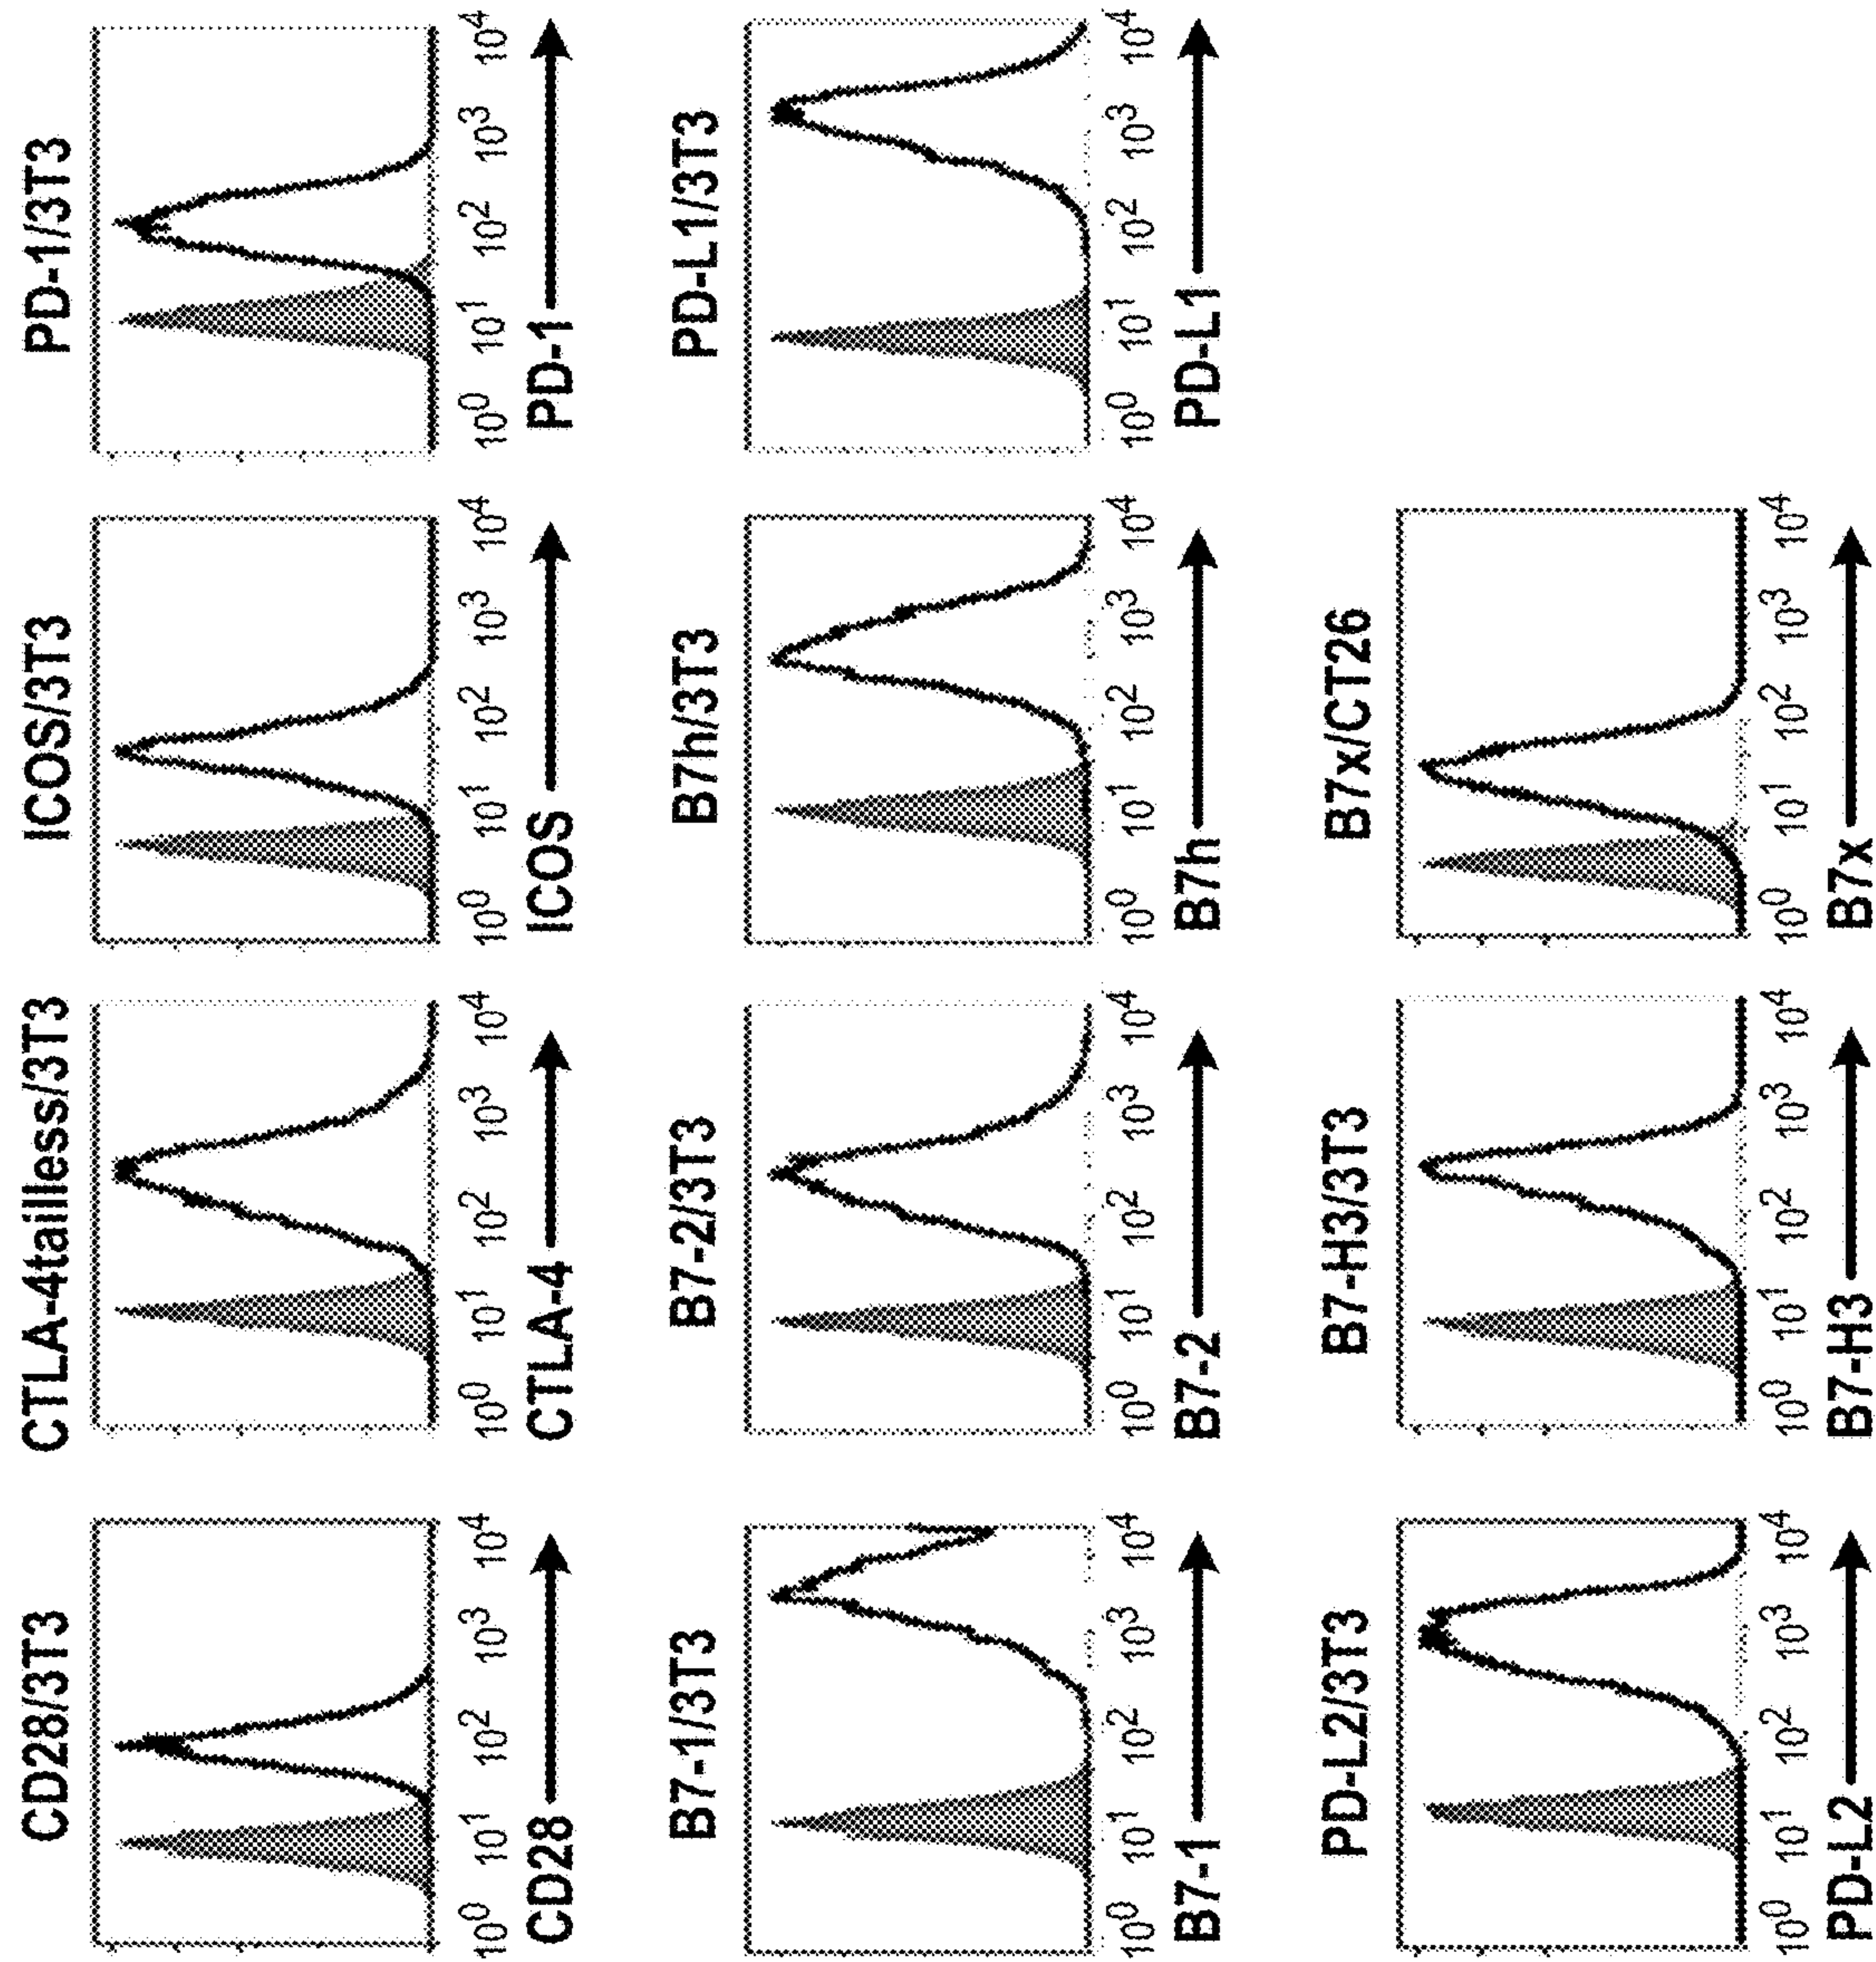 CD28/3T3
10⁰ 10¹ 10² 10³ 10⁴
CD28
CTLA-4tailless/3T3
10⁰ 10¹ 10² 10³ 10⁴
CTLA-4
ICOS/3T3
10⁰ 10¹ 10² 10³ 10⁴
ICOS
PD-1/3T3
10⁰ 10¹ 10² 10³ 10⁴
PD-1
B7-1/3T3
10⁰ 10¹ 10² 10³ 10⁴
B7-1
B7-2/3T3
10⁰ 10¹ 10² 10³ 10⁴
B7-2
B7h/3T3
10⁰ 10¹ 10² 10³ 10⁴
B7h
PD-L1/3T3
10⁰ 10¹ 10² 10³ 10⁴
PD-L1
PD-L2/3T3
10⁰ 10¹ 10² 10³ 10⁴
PD-L2
B7-H3/3T3
10⁰ 10¹ 10² 10³ 10⁴
B7-H3
B7x/CT26
10⁰ 10¹ 10² 10³ 10⁴
B7x